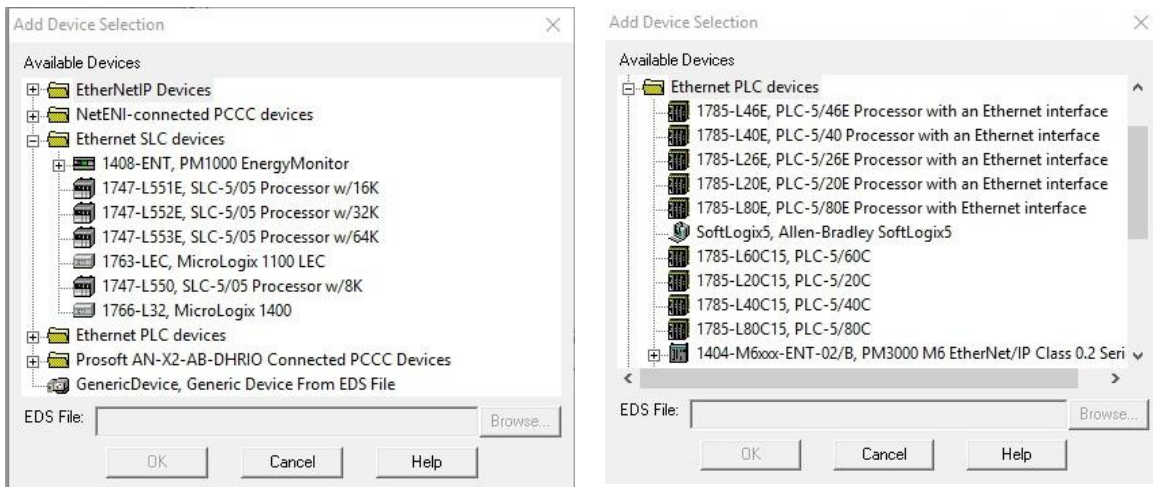 Add Device Selection
Available Devices
EtherNetIP Devices
NetENI-connected PCCC devices
Ethernet SLC devices
1408-ENT, PM1000 EnergyMonitor
1747-L551E, SLC-5/05 Processor w/16K
1747-L552E, SLC-5/05 Processor w/32K
1747-L553E, SLC-5/05 Processor w/64K
1763-LEC, MicroLogix 1100 LEC
1747-L550, SLC-5/05 Processor w/8K
1766-L32, MicroLogix 1400
Ethernet PLC devices
Prosoft AN-X2-AB-DHRIO Connected PCCC Devices
GenericDevice, Generic Device From EDS File
EDS File:
Browse...
OK
Cancel
Help
Add Device Selection
Available Devices
Ethernet PLC devices
1785-L46E, PLC-5/46E Processor with an Ethernet interface
1785-L40E, PLC-5/40 Processor with an Ethernet interface
1785-L26E, PLC-5/26E Processor with an Ethernet interface
1785-L20E, PLC-5/20E Processor with an Ethernet interface
1785-L80E, PLC-5/80E Processor with Ethernet interface
SoftLogix5, Allen-Bradley SoftLogix5
1785-L60C15, PLC-5/60C
1785-L20C15, PLC-5/20C
1785-L40C15, PLC-5/40C
1785-L80C15, PLC-5/80C
1404-M6xxx-ENT-02/B, PM3000 M6 EtherNet/IP Class 0.2 Seri
EDS File:
Browse...
OK
Cancel
Help